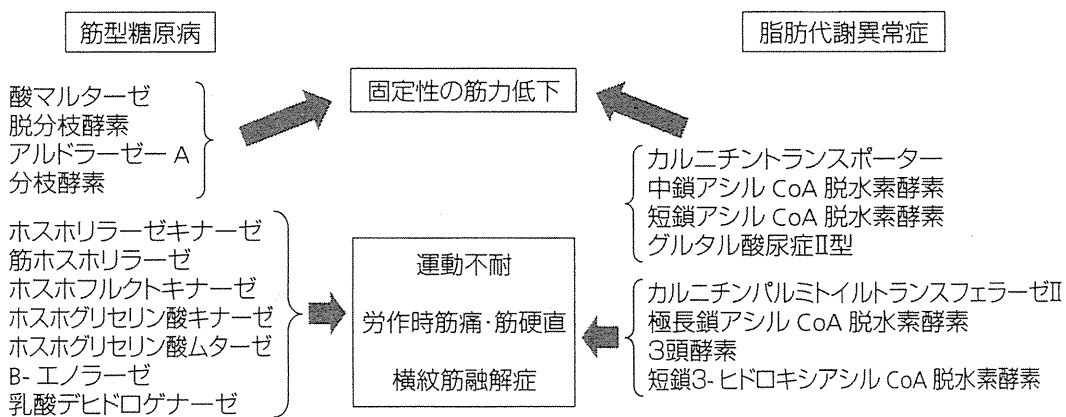 筋型糖原病
脂肪代謝異常症
固定性の筋力低下
酸マルターゼ
脱分枝酵素
アルドラーゼーA
分枝酵素
カルニチントランスポーター
中鎖アシル CoA 脱水素酵素
短鎖アシル CoA 脱水素酵素
グルタル酸尿症Ⅱ型
ホスホリラーゼキナーゼ
筋ホスホリラーゼ
ホスホフルクトキナーゼ
ホスホグリセリン酸キナーゼ
ホスホグリセリン酸ムターゼ
B-エノラーゼ
乳酸デヒドロゲナーゼ
運動不耐
労作時筋痛・筋硬直
横紋筋融解症
カルニチンパルミトイルトランスフェラーゼⅡ
極長鎖アシル CoA 脱水素酵素
3頭酵素
短鎖3-ヒドロキシアシル CoA 脱水素酵素